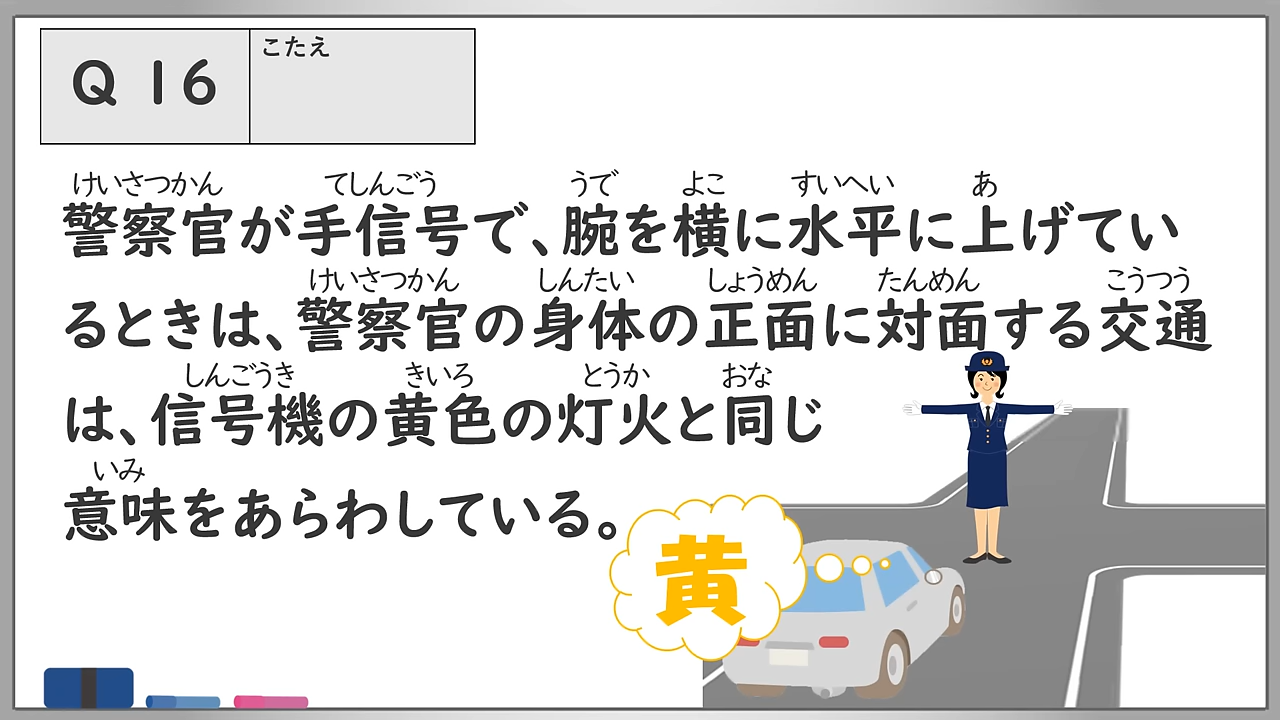 Q 16
こたえ
けいさつかん てしんごう うで よこ すいへい あ
警察官が手信号で、腕を横に水平に上げてい
けいさつかん しんたい しょうめん たんめん こうつう
るときは、警察官の身体の正面に対面する交通
しんごうき きいろ とうか おな
は、信号機の黄色の灯火と同じ
いみ
意味をあらわしている。
黄